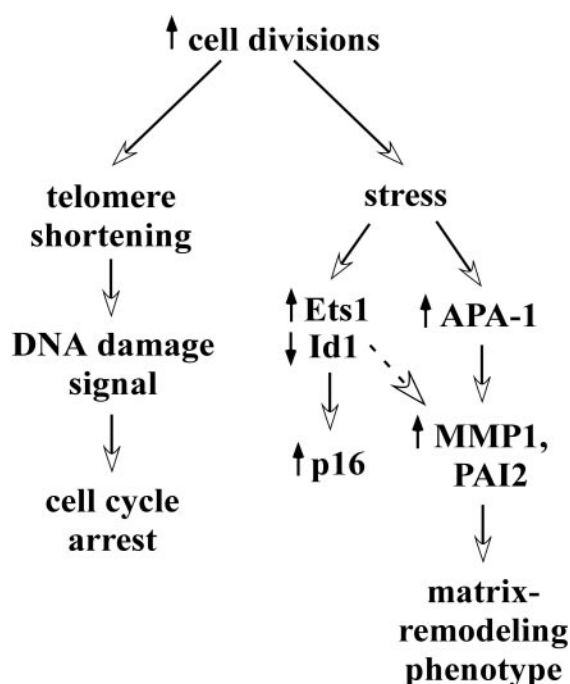 cell divisions
telomere
shortening
stress
DNA damage
signal
Ets1
Id1
APA-1
cell cycle
arrest
p16
MMP1,
PAI2
matrix-
remodeling
phenotype